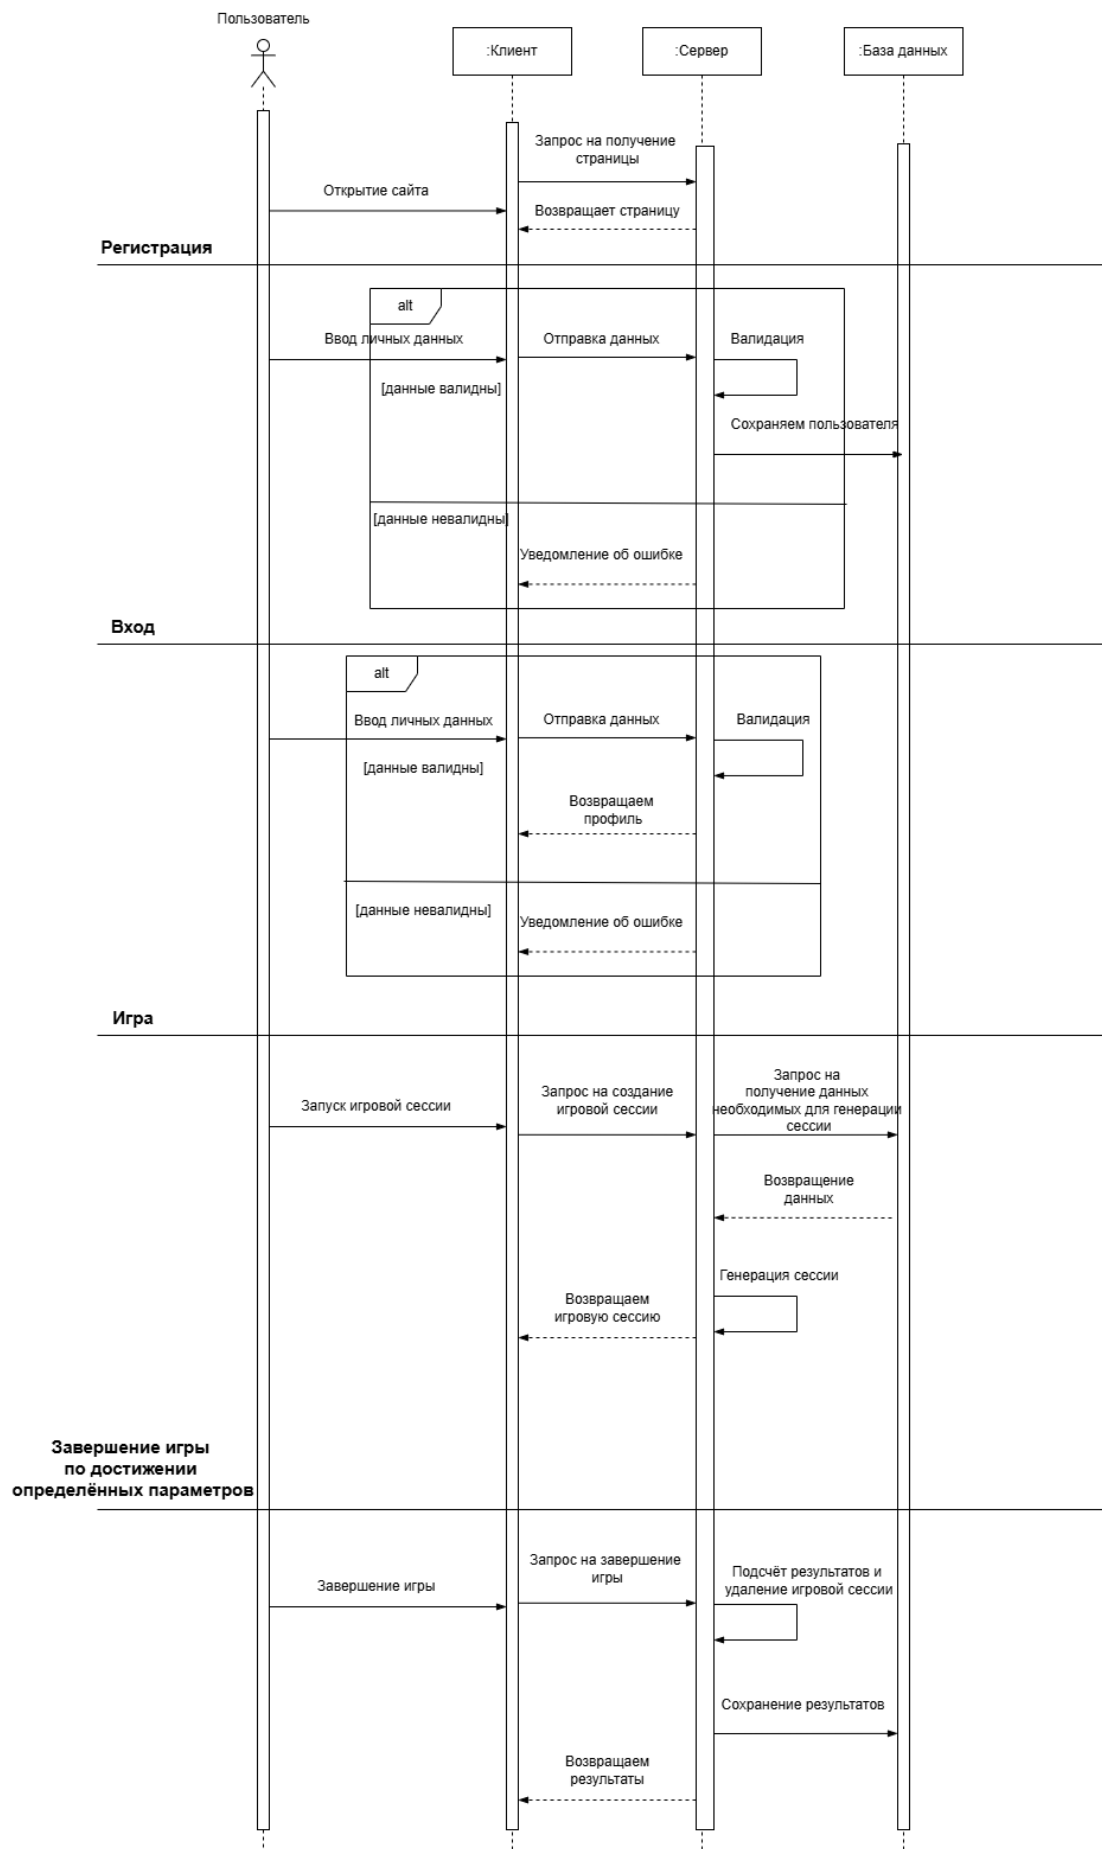 Пользователь
:Клиент
:Сервер
:База данных
Запрос на получение
страницы
Открытие сайта
Возвращает страницу
Регистрация
alt
Ввод личных данных
Отправка данных
Валидация
[данные валидны]
Сохраняем пользователя
[данные невалидны]
Уведомление об ошибке
Вход
alt
Ввод личных данных
Отправка данных
Валидация
[данные валидны]
Возвращаем
профиль
[данные невалидны]
Уведомление об ошибке
Игра
Запуск игровой сессии
Запрос на создание
игровой сессии
Запрос на
получение данных
необходимых для генерации
сессии
Возвращение
данных
Генерация сессии
Возвращаем
игровую сессию
Завершение игры
по достижении
определённых параметров
Завершение игры
Запрос на завершение
игры
Подсчёт результатов и
удаление игровой сессии
Сохранение результатов
Возвращаем
результаты